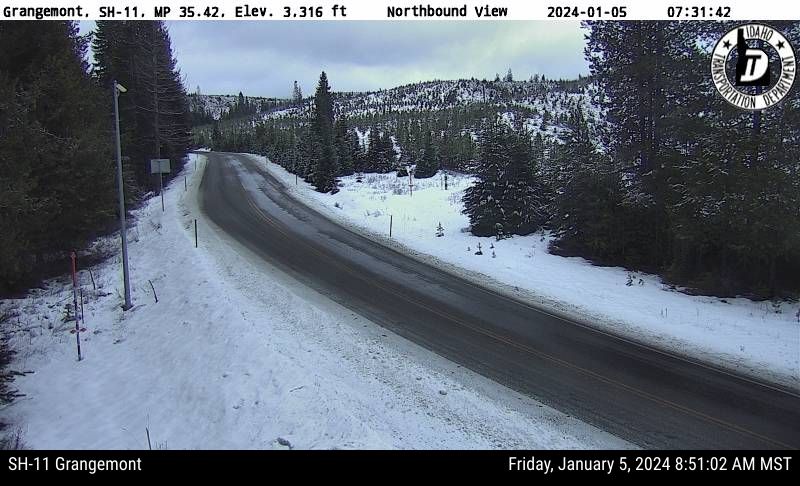 Grangemont, SH-11, MP 35.42, Elev. 3,316 ft Northbound View 2024-01-05 07:31:42
IDAHO
TRANSPORTATION DEPARTMENT
SH-11 Grangemont Friday, January 5, 2024 8:51:02 AM MST